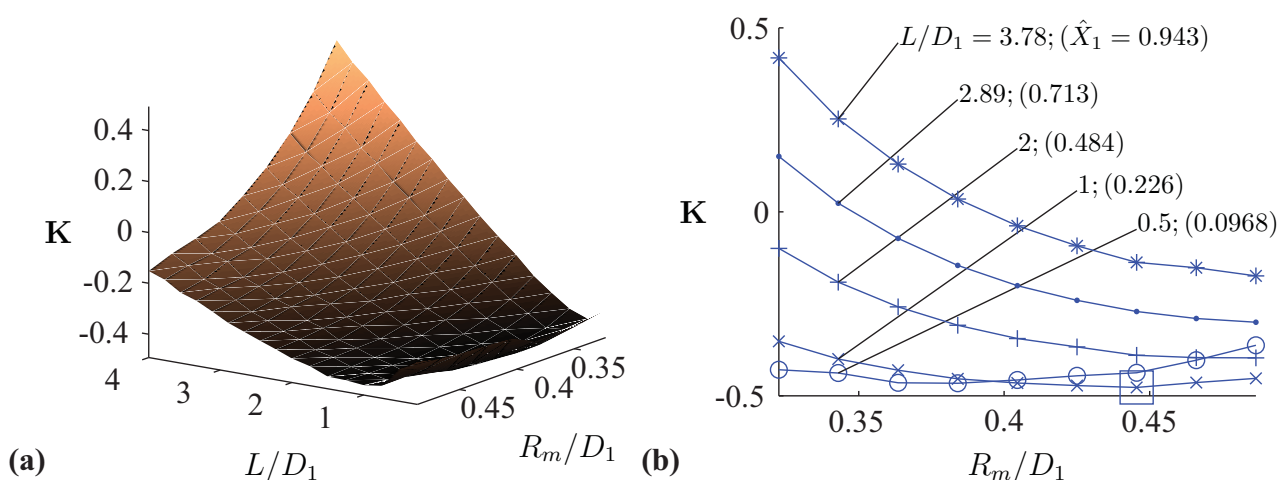 0.4
0.2
0
-0.2
-0.4
K
4
3
2
1
L/D₁
0.45
0.4
0.35
Rₘ/D₁
(a)
0.5
0
-0.5
K
L/D₁ = 3.78; (X̂₁ = 0.943)
2.89; (0.713)
2; (0.484)
1; (0.226)
0.5; (0.0968)
0.35
0.4
0.45
Rₘ/D₁
(b)